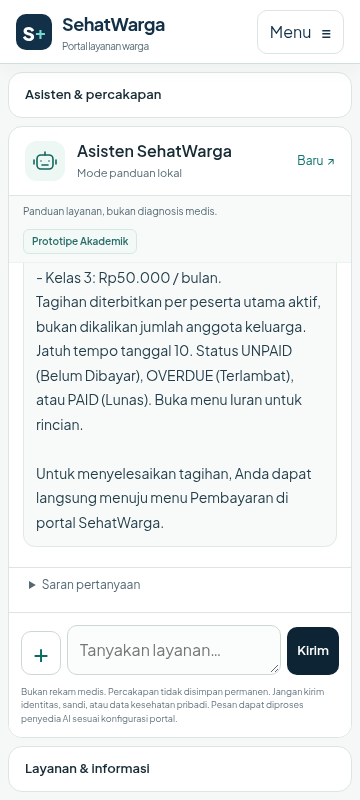 S+ SehatWarga
Portal layanan warga
Menu ≡
Asisten & percakapan
Asisten SehatWarga
Mode panduan lokal
Baru ↗
Panduan layanan, bukan diagnosis medis.
Prototipe Akademik
- Kelas 3: Rp50.000 / bulan.
Tagihan diterbitkan per peserta utama aktif,
bukan dikalikan jumlah anggota keluarga.
Jatuh tempo tanggal 10. Status UNPAID
(Belum Dibayar), OVERDUE (Terlambat),
atau PAID (Lunas). Buka menu Iuran untuk
rincian.
Untuk menyelesaikan tagihan, Anda dapat
langsung menuju menu Pembayaran di
portal SehatWarga.
▶ Saran pertanyaan
+ Tanyakan layanan... Kirim
Bukan rekam medis. Percakapan tidak disimpan permanen. Jangan kirim
identitas, sandi, atau data kesehatan pribadi. Pesan dapat diproses
penyedia AI sesuai konfigurasi portal.
Layanan & informasi